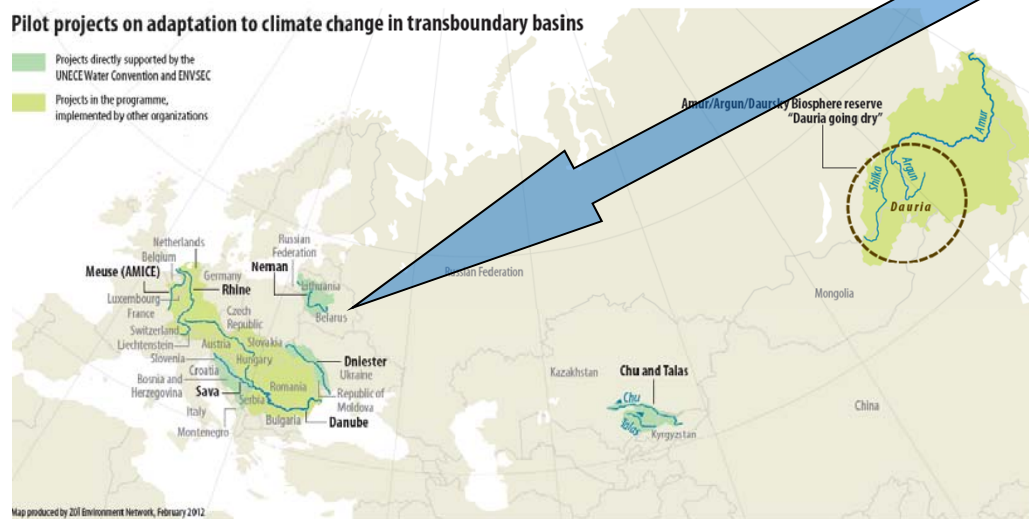 Pilot projects on adaptation to climate change in transboundary basins
Projects directly supported by the
UNECE Water Convention and ENVSEC
Projects in the programme,
implemented by other organizations
Amur/Argun/Daursky Biosphere reserve
"Dauria going dry"
Amur
Shilka
Argun
Dauria
Netherlands
Belgium
Meuse (AMICE)
Germany
Rhine
Luxembourg
France
Switzerland
Liechtenstein
Slovenia
Croatia
Bosnia and
Herzegovina
Sava
Italy
Montenegro
Serbia
Bulgaria
Danube
Romania
Hungary
Austria
Slovakia
Czech
Republic
Russian
Federation
Neman
Lithuania
Belarus
Dniester
Ukraine
Republic of
Moldova
Russian Federation
Mongolia
Kazakhstan
Chu and Talas
Chu
Talas
Kyrgyzstan
China
Map produced by ZOÏ Environment Network, February 2012